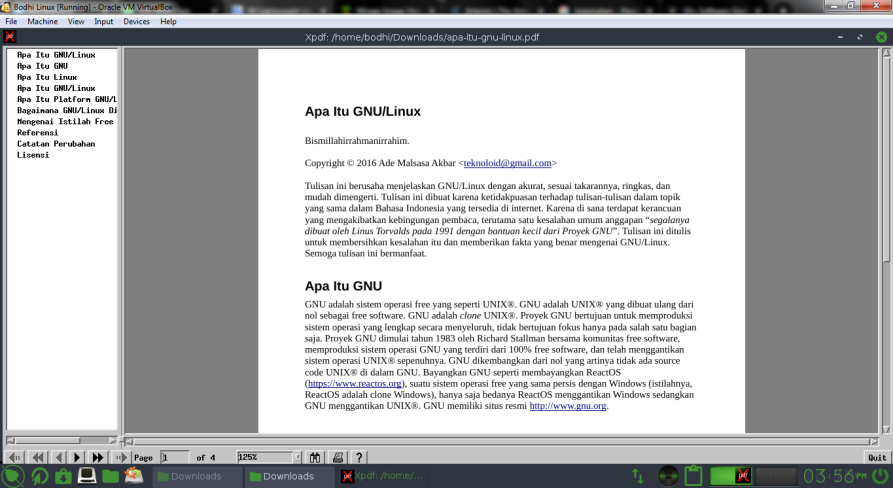 Bodhi Linux [Running] - Oracle VM VirtualBox
File Machine View Input Devices Help
Xpdf: /home/bodhi/Downloads/apa-itu-gnu-linux.pdf
Apa Itu GNU/Linux
Apa Itu GNU
Apa Itu Linux
Apa Itu GNU/Linux
Apa Itu Platform GNU/L
Bagaimana GNU/Linux Di
Mengenai Istilah Free
Referensi
Catatan Perubahan
Lisensi
Apa Itu GNU/Linux
Bismillahirrahmanirrahim.
Copyright © 2016 Ade Malsasa Akbar <teknoloid@gmail.com>
Tulisan ini berusaha menjelaskan GNU/Linux dengan akurat, sesuai takarannya, ringkas, dan
mudah dimengerti. Tulisan ini dibuat karena ketidakpuasan terhadap tulisan-tulisan dalam topik
yang sama dalam Bahasa Indonesia yang tersedia di internet. Karena di sana terdapat kerancuan
yang mengakibatkan kebingungan pembaca, terutama satu kesalahan umum anggapan “segalanya
dibuat oleh Linus Torvalds pada 1991 dengan bantuan kecil dari Proyek GNU”. Tulisan ini ditulis
untuk membersihkan kesalahan itu dan memberikan fakta yang benar mengenai GNU/Linux.
Semoga tulisan ini bermanfaat.
Apa Itu GNU
GNU adalah sistem operasi free yang seperti UNIX®. GNU adalah UNIX® yang dibuat ulang dari
nol sebagai free software. GNU adalah clone UNIX®. Proyek GNU bertujuan untuk memproduksi
sistem operasi yang lengkap secara menyeluruh, tidak bertujuan fokus hanya pada salah satu bagian
saja. Proyek GNU dimulai tahun 1983 oleh Richard Stallman bersama komunitas free software,
memproduksi sistem operasi GNU yang terdiri dari 100% free software, dan telah menggantikan
sistem operasi UNIX® sepenuhnya. GNU dikembangkan dari nol yang artinya tidak ada source
code UNIX® di dalam GNU. Bayangkan GNU seperti membayangkan ReactOS
(https://www.reactos.org), suatu sistem operasi free yang sama persis dengan Windows (istilahnya,
ReactOS adalah clone Windows), hanya saja bedanya ReactOS menggantikan Windows sedangkan
GNU menggantikan UNIX®. GNU memiliki situs resmi http://www.gnu.org.
Page 1 of 4 125% ? Quit
Downloads Downloads Xpdf: /home/... 03:56PM